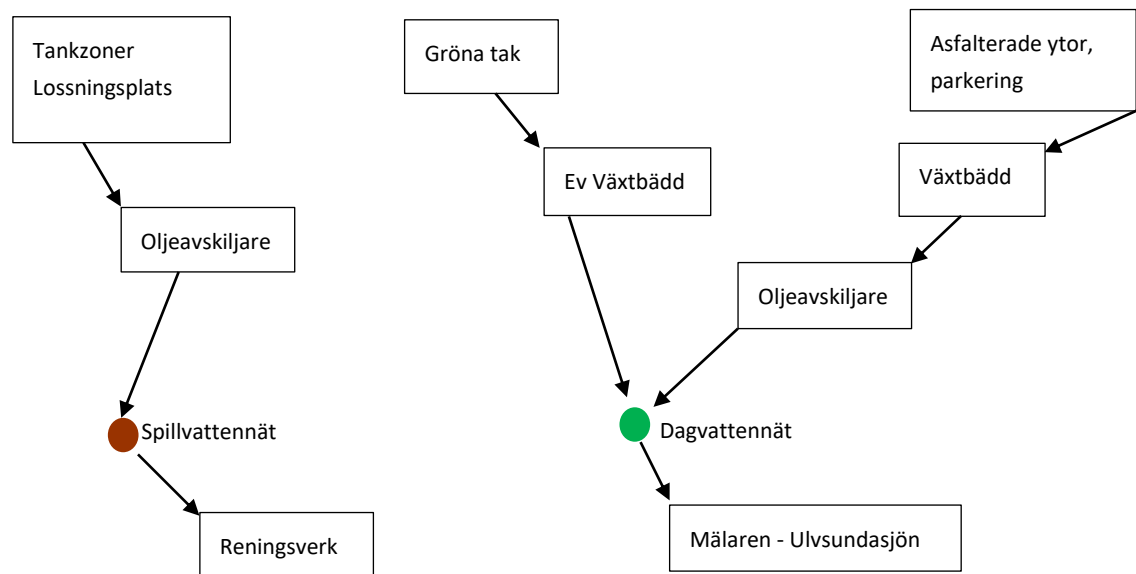 Tankzoner
Lossningsplats
Gröna tak
Asfalterade ytor,
parkering
Ev Växtbädd
Växtbädd
Oljeavskiljare
Oljeavskiljare
Spillvattennät
Dagvattennät
Reningsverk
Mälaren - Ulvsundasjön